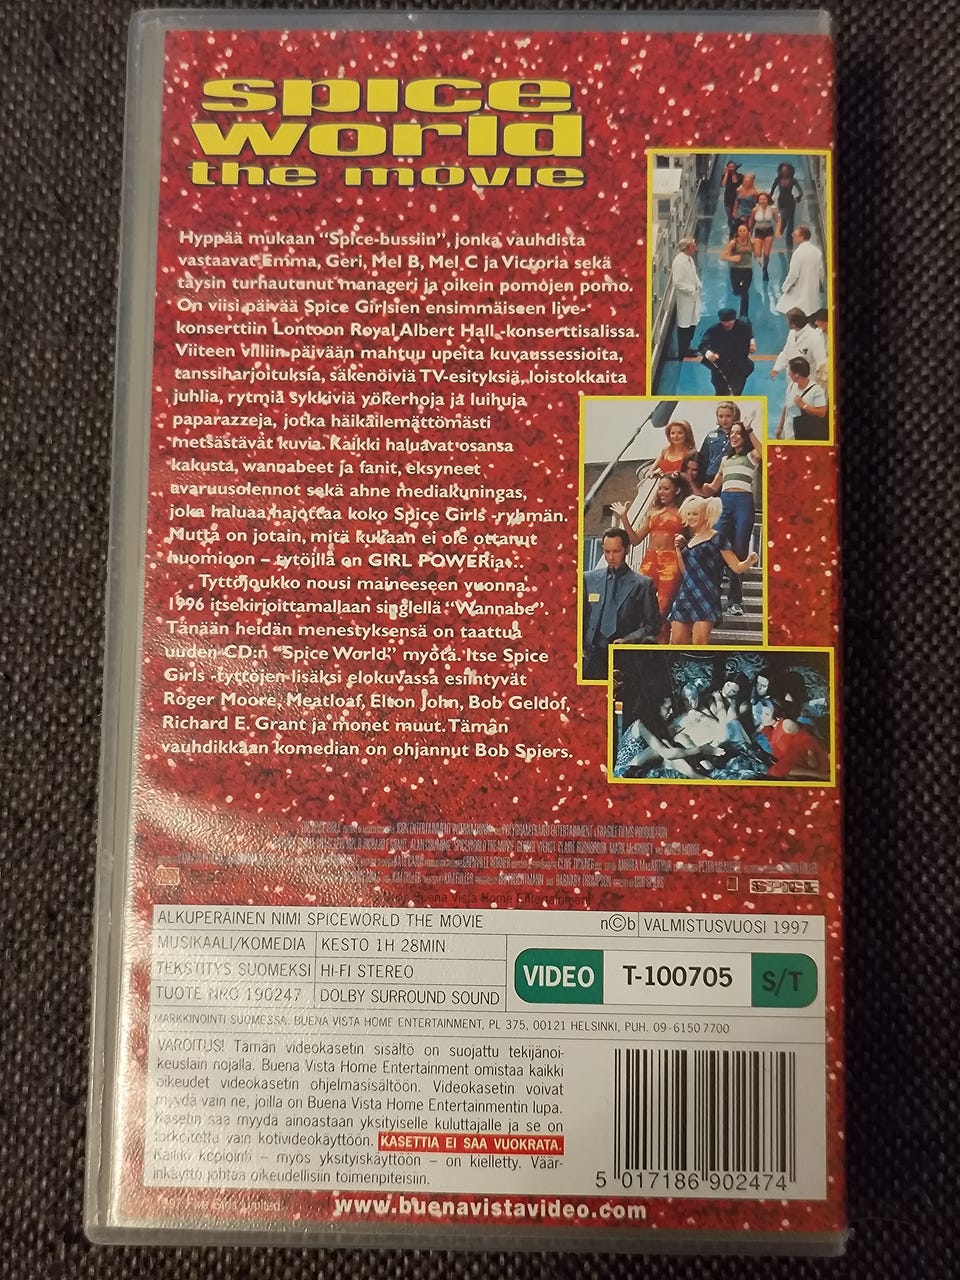 spice
world
the movie
Hyppää mukaan "Spice-bussiin", jonka vauhdista
vastaavat Emma, Geri, Mel B, Mel C ja Victoria sekä
täysin turhautunut manageri ja oikein pomojen pomo.
On viisi päivää Spice Girlsien ensimmäiseen live-
konserttiin Lontoon Royal Albert Hall -konserttisalissa.
Viiteen villiin päivään mahtuu upeita kuvaussessioita,
tanssiharjoituksia, säkenöiviä TV-esityksiä, loistokkaita
juhlia, rytmiä sykkiviä yökerhoja ja luihuja
paparazzeja, jotka häikäilemättömästi
metsästävät kuvia. Kaikki haluavat osansa
kakusta, wannabeet ja fanit, eksyneet
avaruusolennot sekä ahne mediakuningas,
joka haluaa hajottaa koko Spice Girls -ryhmän.
Mutta on jotain, mitä kukaan ei ole ottanut
huomioon – tytöillä on GIRL POWERia...
Tyttöjoukko nousi maineeseen vuonna
1996 itsekirjoittamallaan singlellä "Wannabe".
Tänään heidän menestyksensä on taattua
uuden CD:n "Spice World" myötä. Itse Spice
Girls -tyttöjen lisäksi elokuvassa esiintyvät
Roger Moore, Meatloaf, Elton John, Bob Geldof,
Richard E. Grant ja monet muut. Tämän
vauhdikkaan komedian on ohjannut Bob Spiers.
POLYGRAM FILMED ENTERTAINMENT FRAGILE FILMS PRODUCTION
SPICE
Buena Vista Home Entertainment
ALKUPERÄINEN NIMI SPICEWORLD THE MOVIE
n©b VALMISTUSVUOSI 1997
MUSIKAALI/KOMEDIA KESTO 1H 28MIN
TEKSTITYS SUOMEKSI HI-FI STEREO
TUOTE NRO 190247 DOLBY SURROUND SOUND
VIDEO T-100705 S/T
MARKKINOINTI SUOMESSA: BUENA VISTA HOME ENTERTAINMENT, PL 375, 00121 HELSINKI, PUH. 09-6150 7700
VAROITUS! Tämän videokasetin sisältö on suojattu tekijänoi-
keuslain nojalla. Buena Vista Home Entertainment omistaa kaikki
oikeudet videokasetin ohjelmasisältöön. Videokasetin voivat
myydä vain ne, joilla on Buena Vista Home Entertainmentin lupa.
Kasetin saa myydä ainoastaan yksityiselle kuluttajalle ja se on
tarkoitettu vain kotivideokäyttöön. KASETTIA EI SAA VUOKRATA.
Kaikki kopiointi – myös yksityiskäyttöön – on kielletty. Väär-
inkäyttö johtaa oikeudellisiin toimenpiteisiin.
5 017186 902474
www.buenavistavideo.com